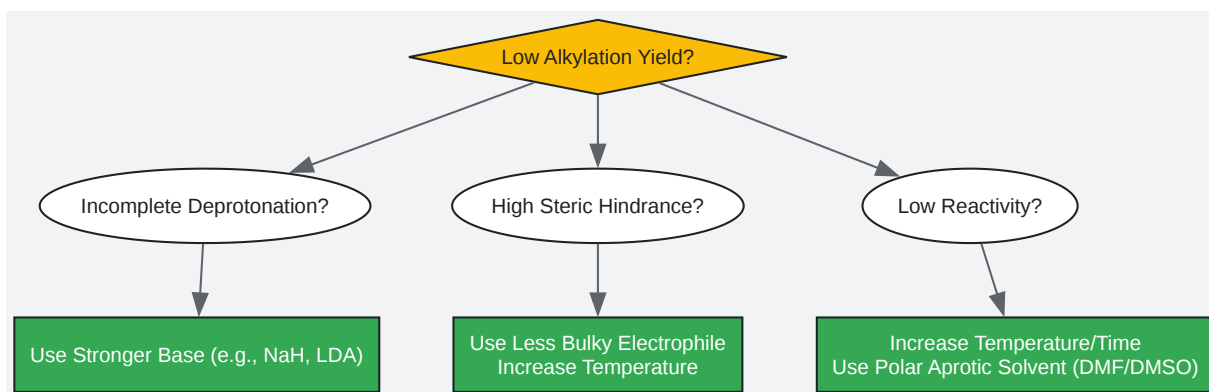 Low Alkylation Yield?
Incomplete Deprotonation?
High Steric Hindrance?
Low Reactivity?
Use Stronger Base (e.g., NaH, LDA)
Use Less Bulky Electrophile
Increase Temperature
Increase Temperature/Time
Use Polar Aprotic Solvent (DMF/DMSO)